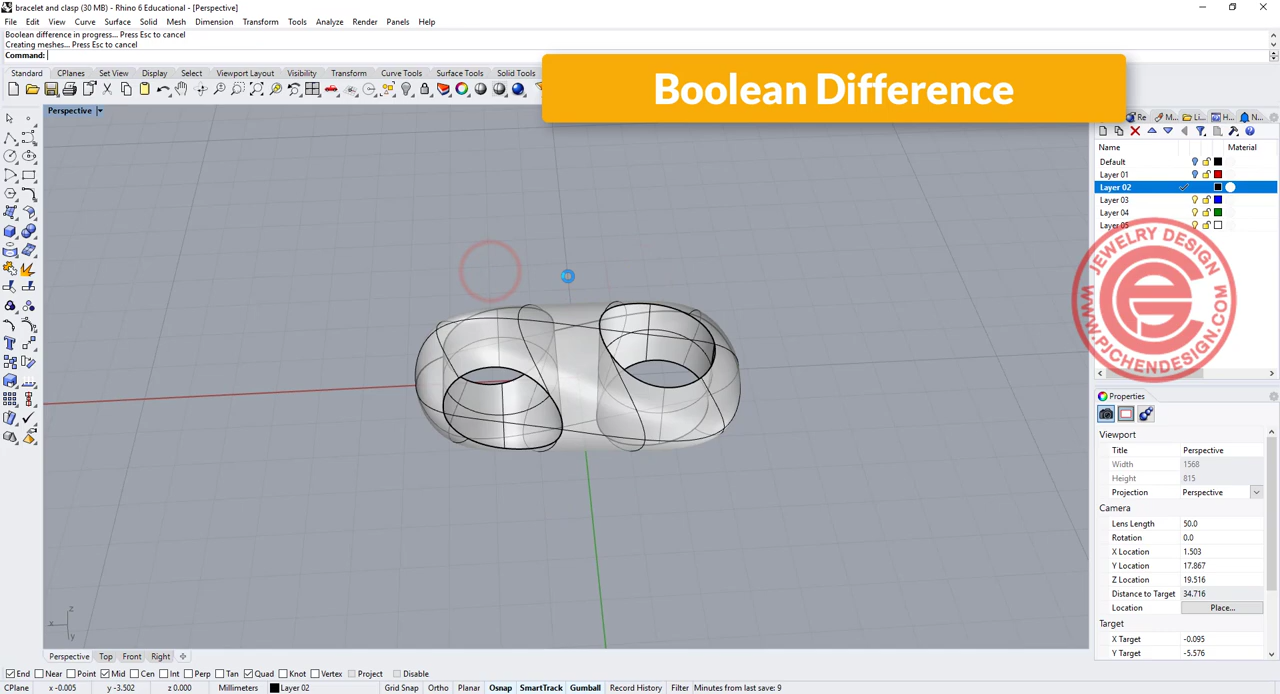 bracelet and clasp (30 MB) - Rhino 6 Educational - [Perspective]
File Edit View Curve Surface Solid Mesh Dimension Transform Tools Analyze Render Panels Help
Boolean difference in progress... Press Esc to cancel
Creating meshes... Press Esc to cancel
Command:
Standard CPlanes Set View Display Select Viewport Layout Visibility Transform Curve Tools Surface Tools Solid Tools
Boolean Difference
Perspective
Re M... Li... H... N...
Name Material
Default
Layer 01
Layer 02
Layer 03
Layer 04
Layer 05
JEWELRY DESIGN
WWW.PJCHENDESIGN.COM
Properties
Viewport
Title Perspective
Width 1568
Height 815
Projection Perspective
Camera
Lens Length 50.0
Rotation 0.0
X Location 1.503
Y Location 17.867
Z Location 19.516
Distance to Target 34.716
Location Place...
Target
X Target -0.095
Y Target -5.576
z
x
y
Perspective Top Front Right
End Near Point Mid Cen Int Perp Tan Quad Knot Vertex Project Disable
CPlane x -0.005 y -3.502 z 0.000 Millimeters Layer 02 Grid Snap Ortho Planar Osnap SmartTrack Gumball Record History Filter Minutes from last save: 9